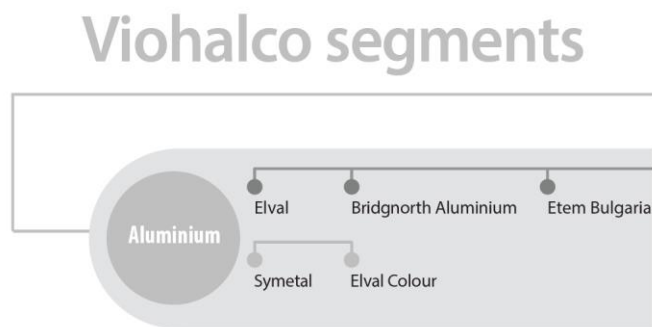 Viohalco segments
Elval Bridgnorth Aluminium Etem Bulgaria
Aluminium
Symetal Elval Colour